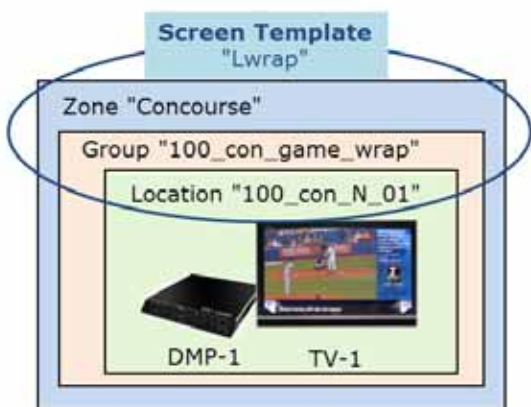 Screen Template
"Lwrap"
Zone "Concourse"
Group "100_con_game_wrap"
Location "100_con_N_01"
DMP-1
TV-1